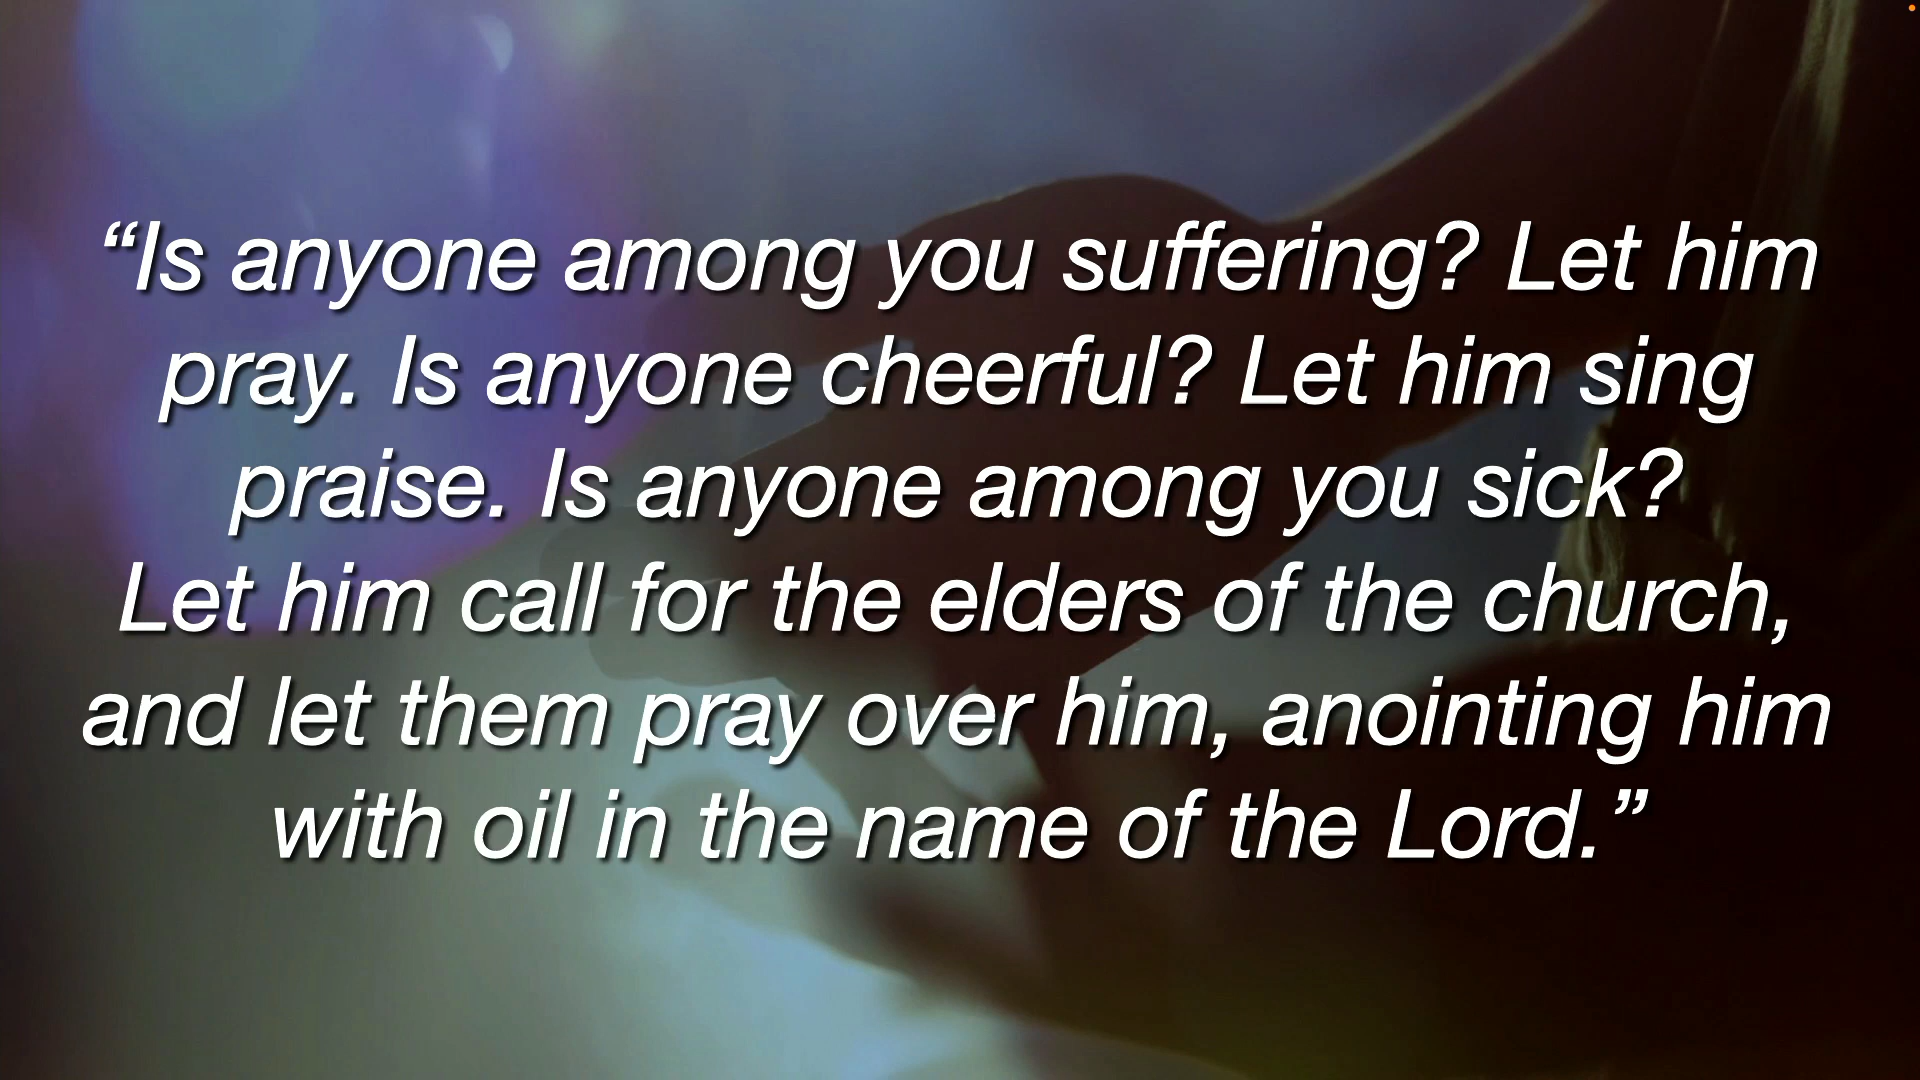 “Is anyone among you suffering? Let him
pray. Is anyone cheerful? Let him sing
praise. Is anyone among you sick?
Let him call for the elders of the church,
and let them pray over him, anointing him
with oil in the name of the Lord.”